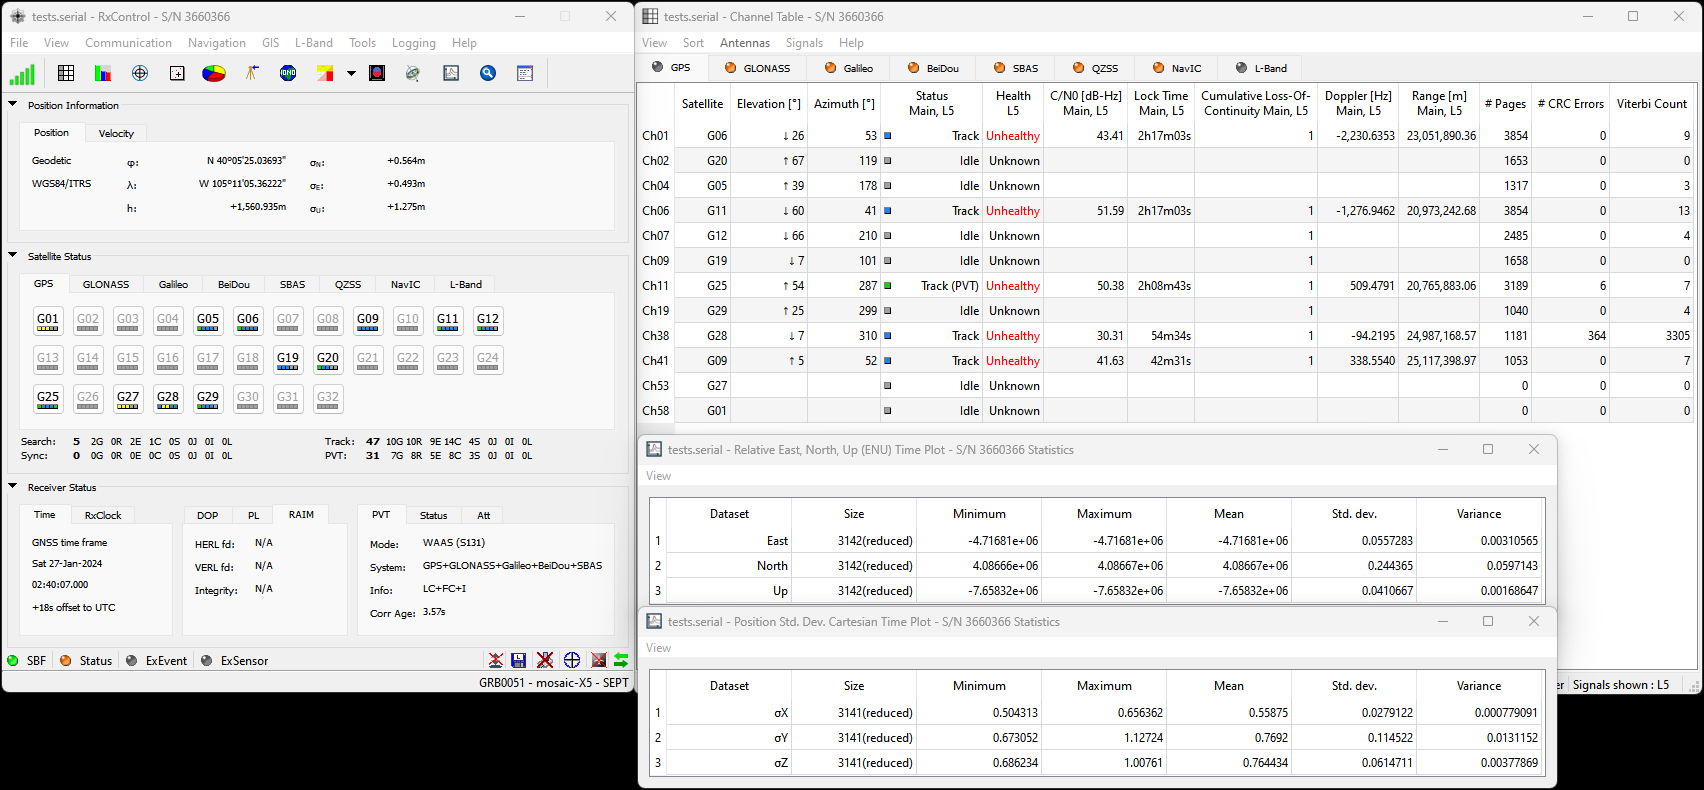 tests.serial - RxControl - S/N 3660366
File View Communication Navigation GIS L-Band Tools Logging Help
IONO
Position Information
Position Velocity
Geodetic φ: N 40°05'25.03693" σN: +0.564m
WGS84/ITRS λ: W 105°11'05.36222" σE: +0.493m
h: +1,560.935m σU: +1.275m
Satellite Status
GPS GLONASS Galileo BeiDou SBAS QZSS NavIC L-Band
G01 G02 G03 G04 G05 G06 G07 G08 G09 G10 G11 G12
G13 G14 G15 G16 G17 G18 G19 G20 G21 G22 G23 G24
G25 G26 G27 G28 G29 G30 G31 G32
Search: 5 2G 0R 2E 1C 0S 0J 0I 0L Track: 47 10G 10R 9E 14C 4S 0J 0I 0L
Sync: 0 0G 0R 0E 0C 0S 0J 0I 0L PVT: 31 7G 8R 5E 8C 3S 0J 0I 0L
Receiver Status
Time RxClock
GNSS time frame
Sat 27-Jan-2024
02:40:07.000
+18s offset to UTC
DOP PL RAIM
HERL fd: N/A
VERL fd: N/A
Integrity: N/A
PVT Status Att
Mode: WAAS (S131)
System: GPS+GLONASS+Galileo+BeiDou+SBAS
Info: LC+FC+I
Corr Age: 3.57s
SBF Status ExEvent ExSensor
GRB0051 - mosaic-X5 - SEPT
tests.serial - Channel Table - S/N 3660366
View Sort Antennas Signals Help
GPS GLONASS Galileo BeiDou SBAS QZSS NavIC L-Band
Satellite Elevation [°] Azimuth [°] Status Main, L5 Health L5 C/N0 [dB-Hz] Main, L5 Lock Time Main, L5 Cumulative Loss-Of-Continuity Main, L5 Doppler [Hz] Main, L5 Range [m] Main, L5 # Pages # CRC Errors Viterbi Count
Ch01 G06 ↓ 26 53 Track Unhealthy 43.41 2h17m03s 1 -2,230.6353 23,051,890.36 3854 0 9
Ch02 G20 ↑ 67 119 Idle Unknown 1653 0 0
Ch04 G05 ↑ 39 178 Idle Unknown 1317 0 3
Ch06 G11 ↓ 60 41 Track Unhealthy 51.59 2h17m03s 1 -1,276.9462 20,973,242.68 3854 0 13
Ch07 G12 ↓ 66 210 Idle Unknown 1 2485 0 4
Ch09 G19 ↓ 7 101 Idle Unknown 1658 0 0
Ch11 G25 ↑ 54 287 Track (PVT) Unhealthy 50.38 2h08m43s 1 509.4791 20,765,883.06 3189 6 7
Ch19 G29 ↑ 25 299 Idle Unknown 1 1040 0 4
Ch38 G28 ↓ 7 310 Track Unhealthy 30.31 54m34s 1 -94.2195 24,987,168.57 1181 364 3305
Ch41 G09 ↑ 5 52 Track Unhealthy 41.63 42m31s 1 338.5540 25,117,398.97 1053 0 7
Ch53 G27 Idle Unknown 0 0 0
Ch58 G01 Idle Unknown 0 0 0
tests.serial - Relative East, North, Up (ENU) Time Plot - S/N 3660366 Statistics
View
Dataset Size Minimum Maximum Mean Std. dev. Variance
1 East 3142(reduced) -4.71681e+06 -4.71681e+06 -4.71681e+06 0.0557283 0.00310565
2 North 3142(reduced) 4.08666e+06 4.08667e+06 4.08667e+06 0.244365 0.0597143
3 Up 3142(reduced) -7.65832e+06 -7.65832e+06 -7.65832e+06 0.0410667 0.00168647
tests.serial - Position Std. Dev. Cartesian Time Plot - S/N 3660366 Statistics
View
Dataset Size Minimum Maximum Mean Std. dev. Variance
1 σX 3141(reduced) 0.504313 0.656362 0.55875 0.0279122 0.000779091
2 σY 3141(reduced) 0.673052 1.12724 0.7692 0.114522 0.0131152
3 σZ 3141(reduced) 0.686234 1.00761 0.764434 0.0614711 0.00377869
er Signals shown : L5